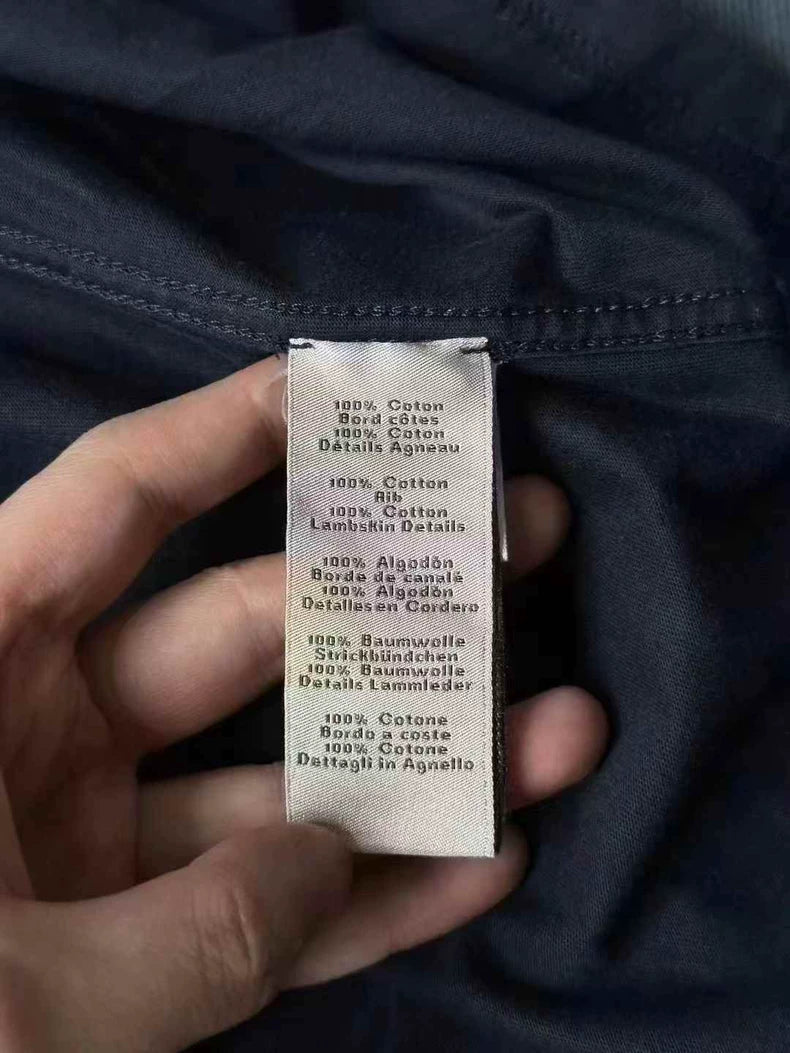 100% Coton
Bord côtes
100% Coton
Détails Agneau
100% Cotton
Rib
100% Cotton
Lambskin Details
100% Algodón
Borde de canalé
100% Algodón
Detalles en Cordero
100% Baumwolle
Strickbündchen
100% Baumwolle
Details Lammleder
100% Cotone
Bordo a coste
100% Cotone
Dettagli in Agnello